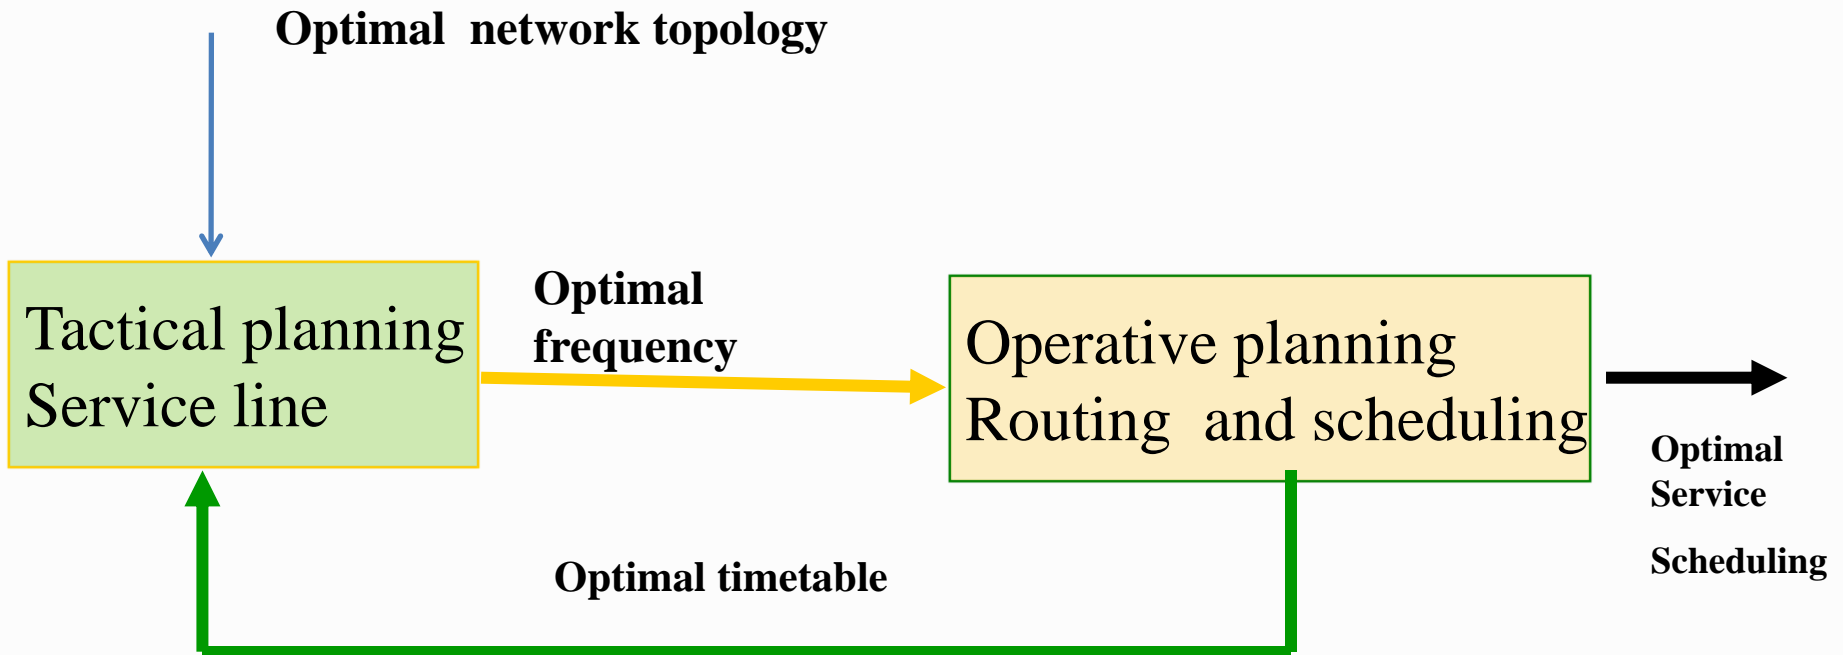 Optimal network topology
Optimal
frequency
Tactical planning
Service line
Operative planning
Routing and scheduling
Optimal
Service
Scheduling
Optimal timetable